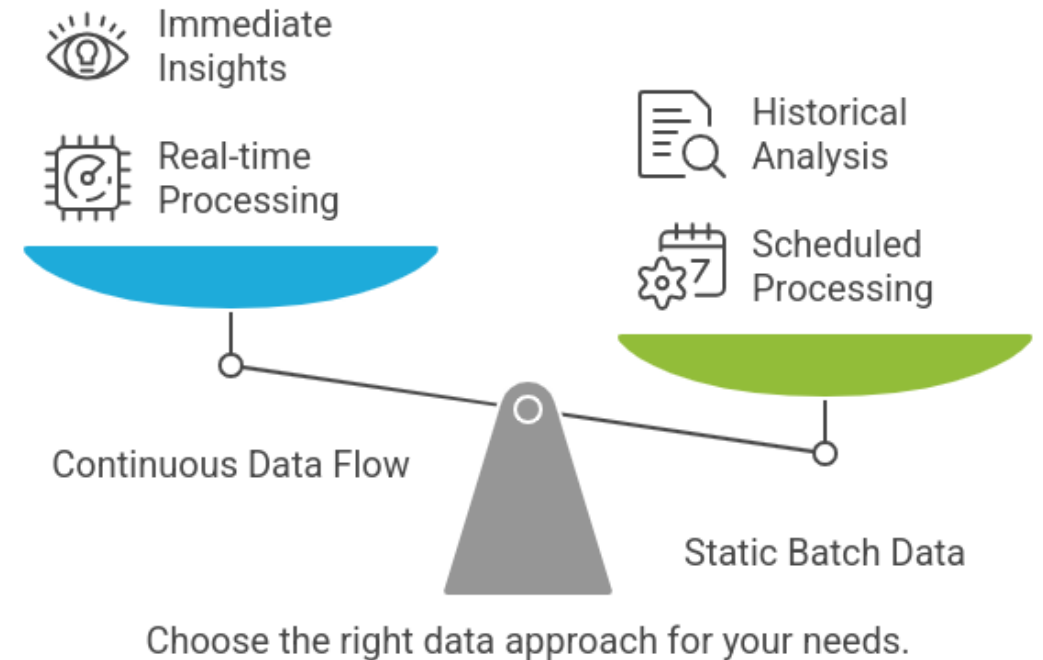 Immediate
Insights
Real-time
Processing
Continuous Data Flow
Historical
Analysis
7
Scheduled
Processing
Static Batch Data
Choose the right data approach for your needs.